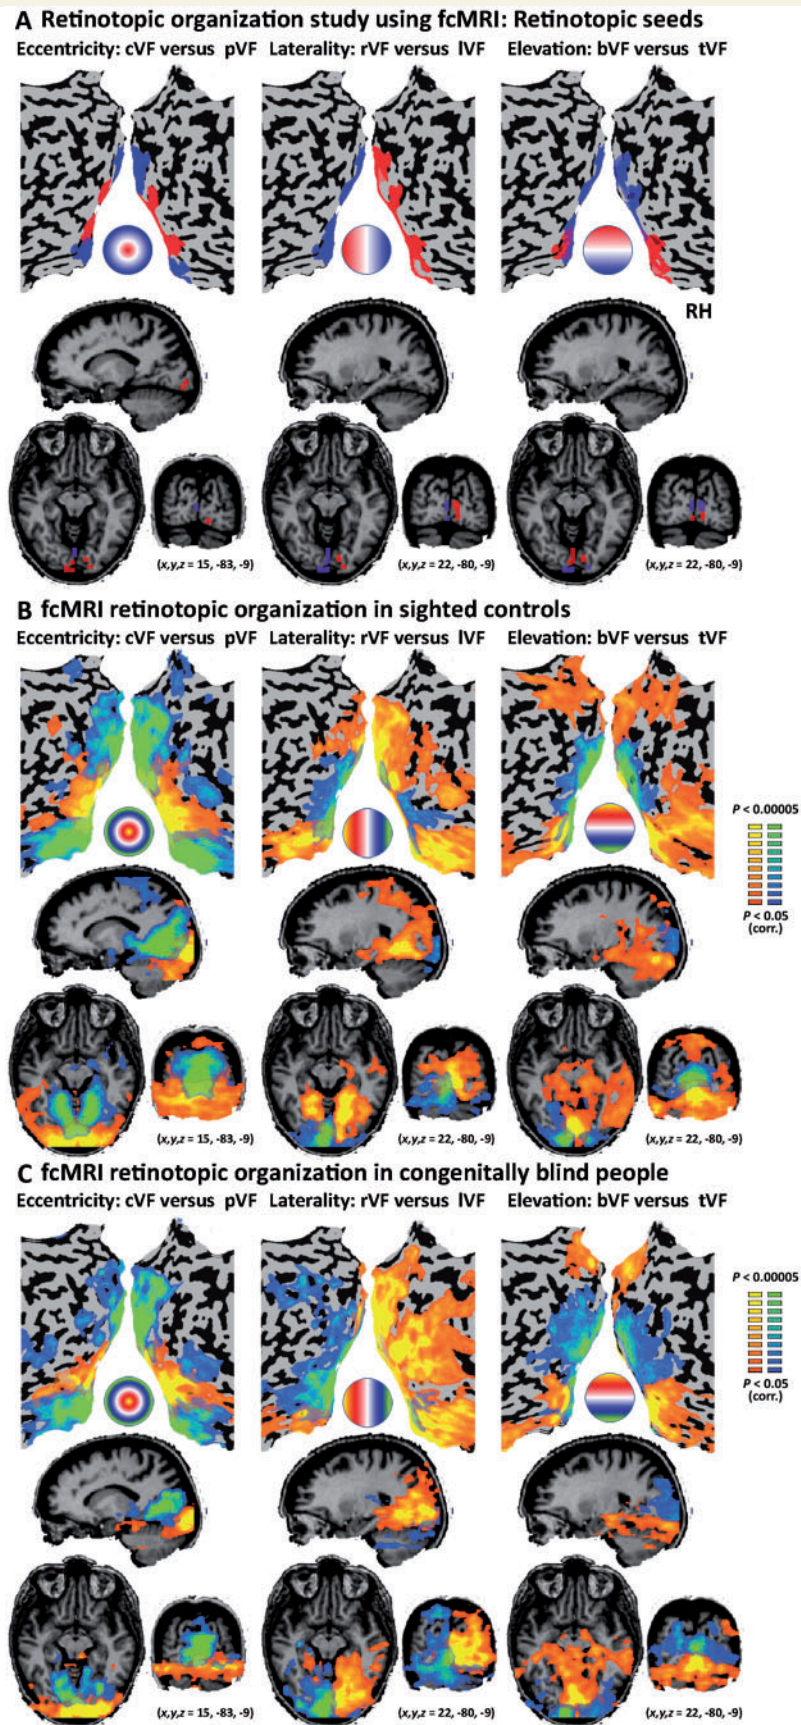 A Retinotopic organization study using fcMRI: Retinotopic seeds
Eccentricity: cVF versus pVF Laterality: rVF versus lVF Elevation: bVF versus tVF
RH
(x,y,z = 15, -83, -9) (x,y,z = 22, -80, -9) (x,y,z = 22, -80, -9)
B fcMRI retinotopic organization in sighted controls
Eccentricity: cVF versus pVF Laterality: rVF versus lVF Elevation: bVF versus tVF
P < 0.00005
P < 0.05
(corr.)
(x,y,z = 15, -83, -9) (x,y,z = 22, -80, -9) (x,y,z = 22, -80, -9)
C fcMRI retinotopic organization in congenitally blind people
Eccentricity: cVF versus pVF Laterality: rVF versus lVF Elevation: bVF versus tVF
P < 0.00005
P < 0.05
(corr.)
(x,y,z = 15, -83, -9) (x,y,z = 22, -80, -9) (x,y,z = 22, -80, -9)